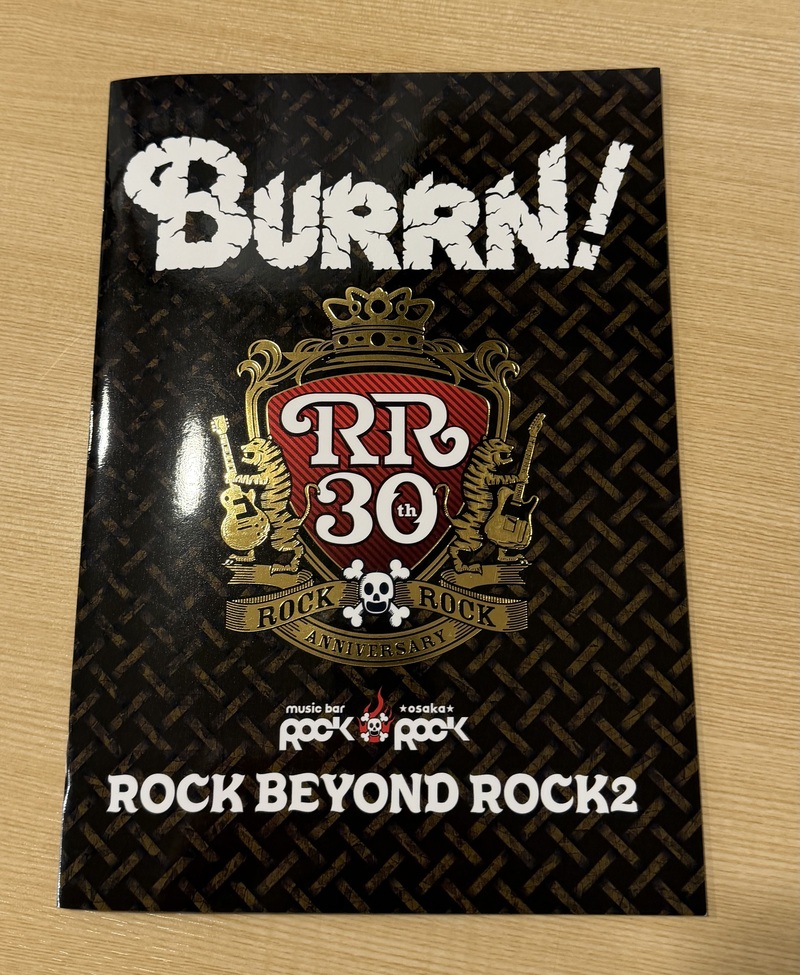 BURRN!
RR
30th
ROCK ROCK
ANNIVERSARY
music bar ★osaka★
ROCK ROCK
ROCK BEYOND ROCK2